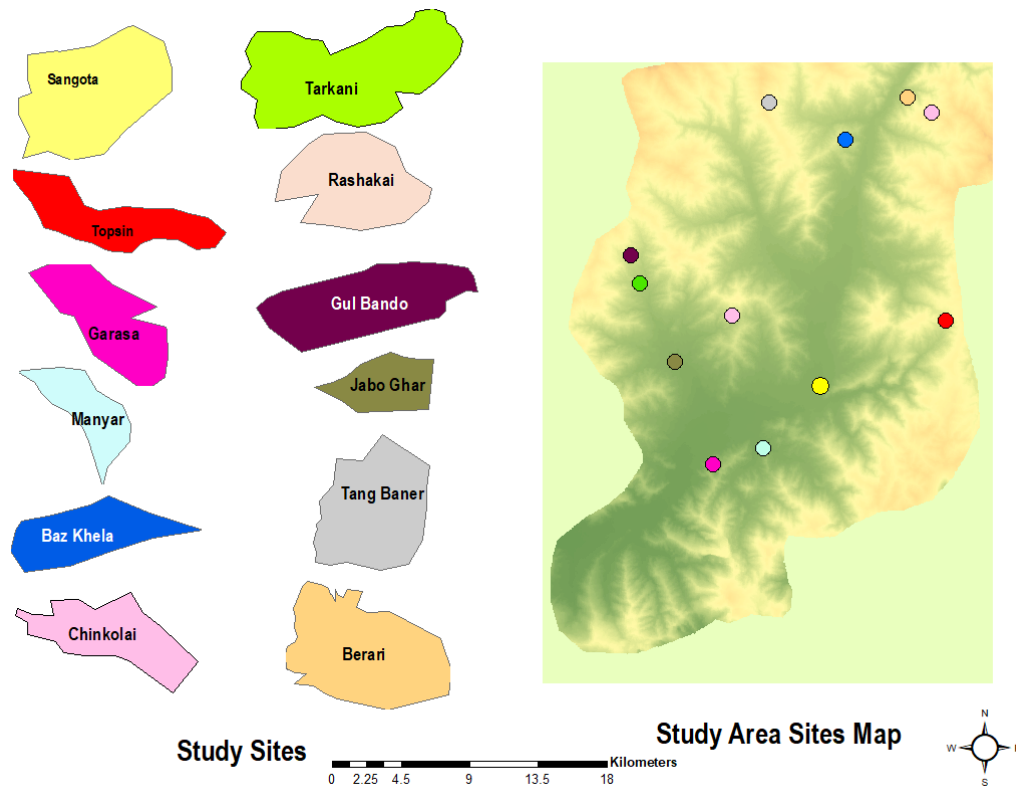 Sangota
Tarkani
Rashakai
Topsin
Gul Bando
Garasa
Jabo Ghar
Manyar
Tang Baner
Baz Khela
Chinkolai
Berari
Study Sites
Study Area Sites Map
Kilometers
0 2.25 4.5 9 13.5 18
N
W
S